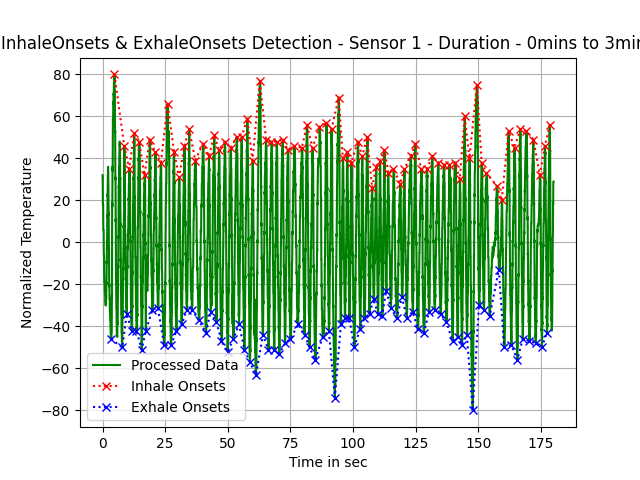 InhaleOnsets & ExhaleOnsets Detection - Sensor 1 - Duration - 0mins to 3min
80
60
40
20
0
−20
−40
−60
−80
Normalized Temperature
Processed Data
Inhale Onsets
Exhale Onsets
0 25 50 75 100 125 150 175
Time in sec